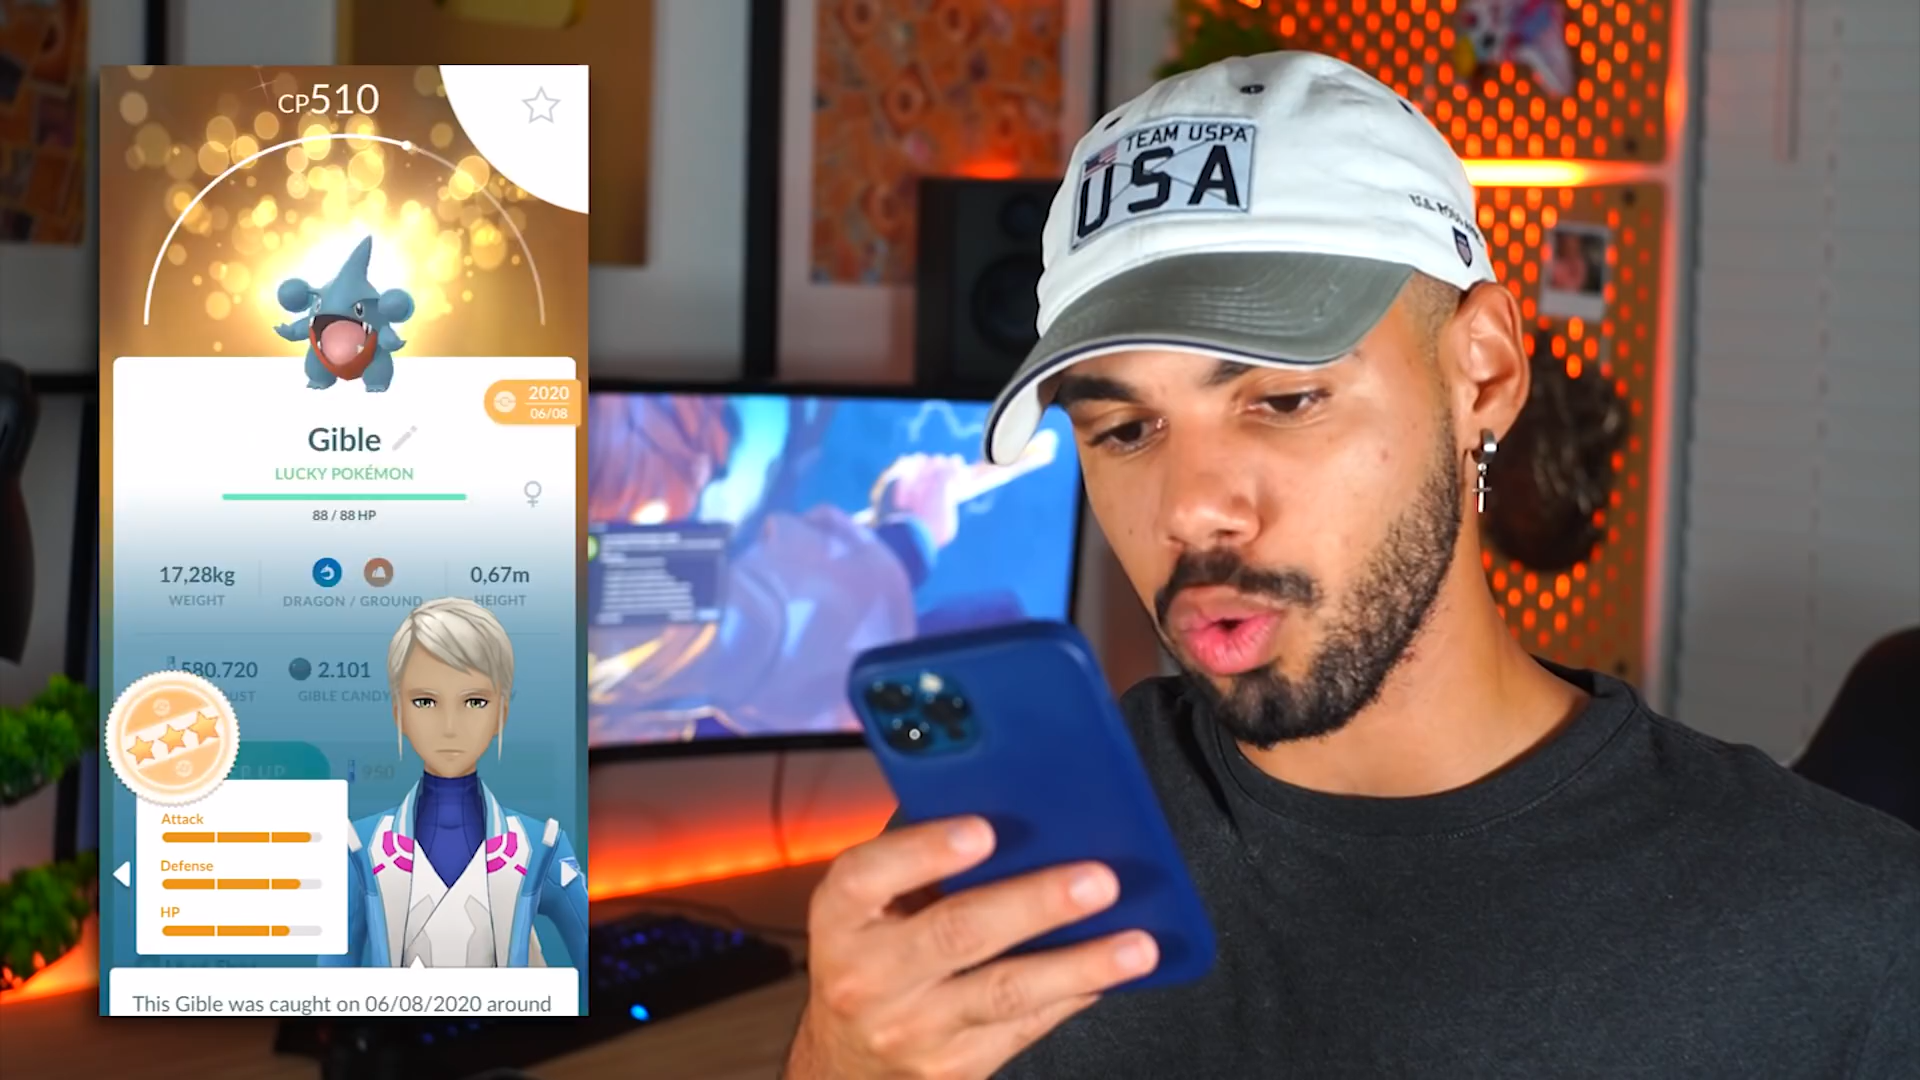 CP510
2020
06/08
Gible
LUCKY POKÉMON
88 / 88 HP
17,28kg
WEIGHT
DRAGON / GROUND
0,67m
HEIGHT
580.720
2.101
GIBLE CANDY
950
Attack
Defense
HP
This Gible was caught on 06/08/2020 around
TEAM USPA
USA